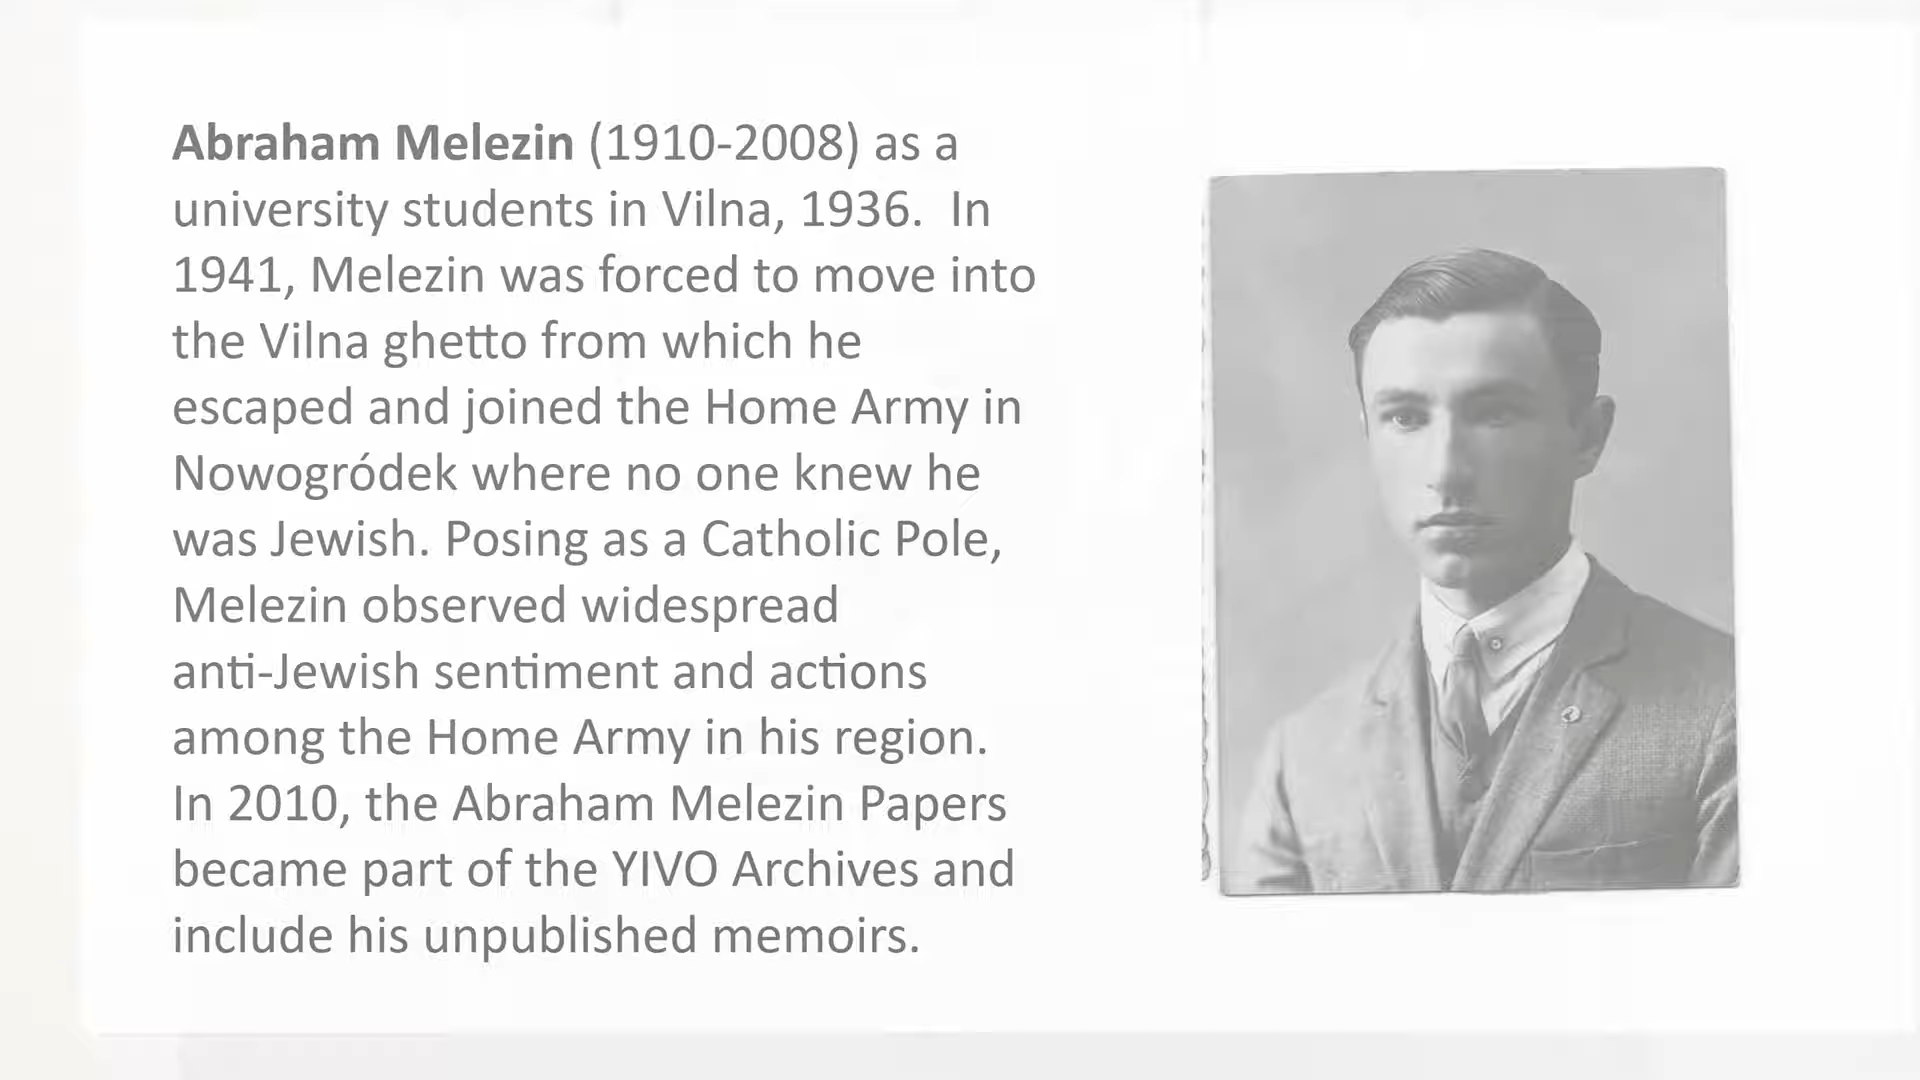 Abraham Melezin (1910-2008) as a
university students in Vilna, 1936.  In
1941, Melezin was forced to move into
the Vilna ghetto from which he
escaped and joined the Home Army in
Nowogródek where no one knew he
was Jewish. Posing as a Catholic Pole,
Melezin observed widespread
anti-Jewish sentiment and actions
among the Home Army in his region.
In 2010, the Abraham Melezin Papers
became part of the YIVO Archives and
include his unpublished memoirs.